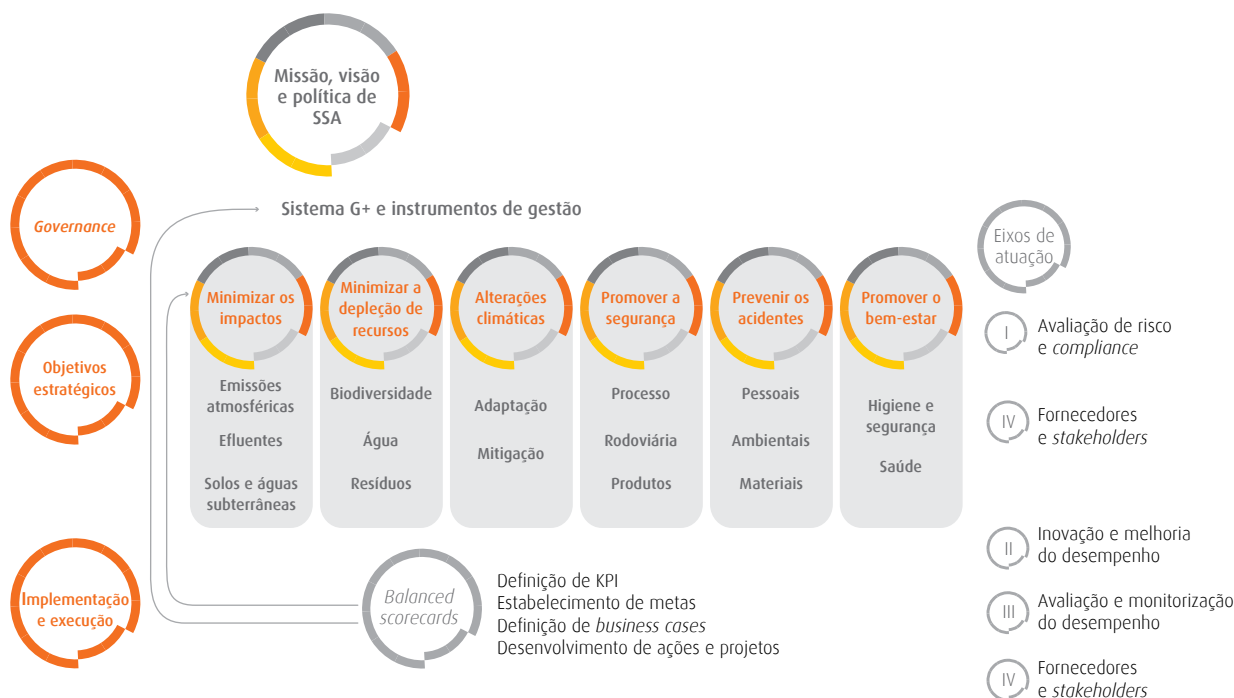 Missão, visão
e política de
SSA
Governance
Sistema G+ e instrumentos de gestão
Objetivos
estratégicos
Minimizar os
impactos
Emissões
atmosféricas
Efluentes
Solos e águas
subterrâneas
Minimizar a
depleção de
recursos
Biodiversidade
Água
Resíduos
Alterações
climáticas
Adaptação
Mitigação
Promover a
segurança
Processo
Rodoviária
Produtos
Prevenir os
acidentes
Pessoais
Ambientais
Materiais
Promover o
bem-estar
Higiene e
segurança
Saúde
Implementação
e execução
Balanced
scorecards
Definição de KPI
Estabelecimento de metas
Definição de business cases
Desenvolvimento de ações e projetos
Eixos de
atuação
I
Avaliação de risco
e compliance
IV
Fornecedores
e stakeholders
II
Inovação e melhoria
do desempenho
III
Avaliação e monitorização
do desempenho
IV
Fornecedores
e stakeholders